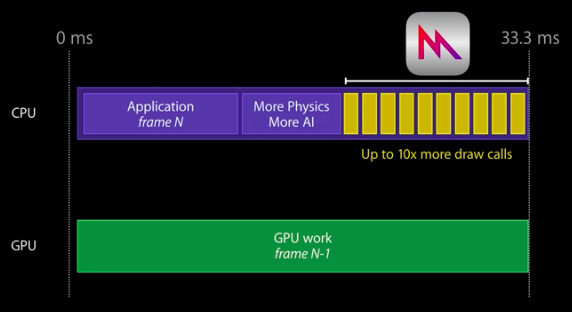 0 ms
33.3 ms
CPU
Application
frame N
More Physics
More AI
Up to 10x more draw calls
GPU
GPU work
frame N-1